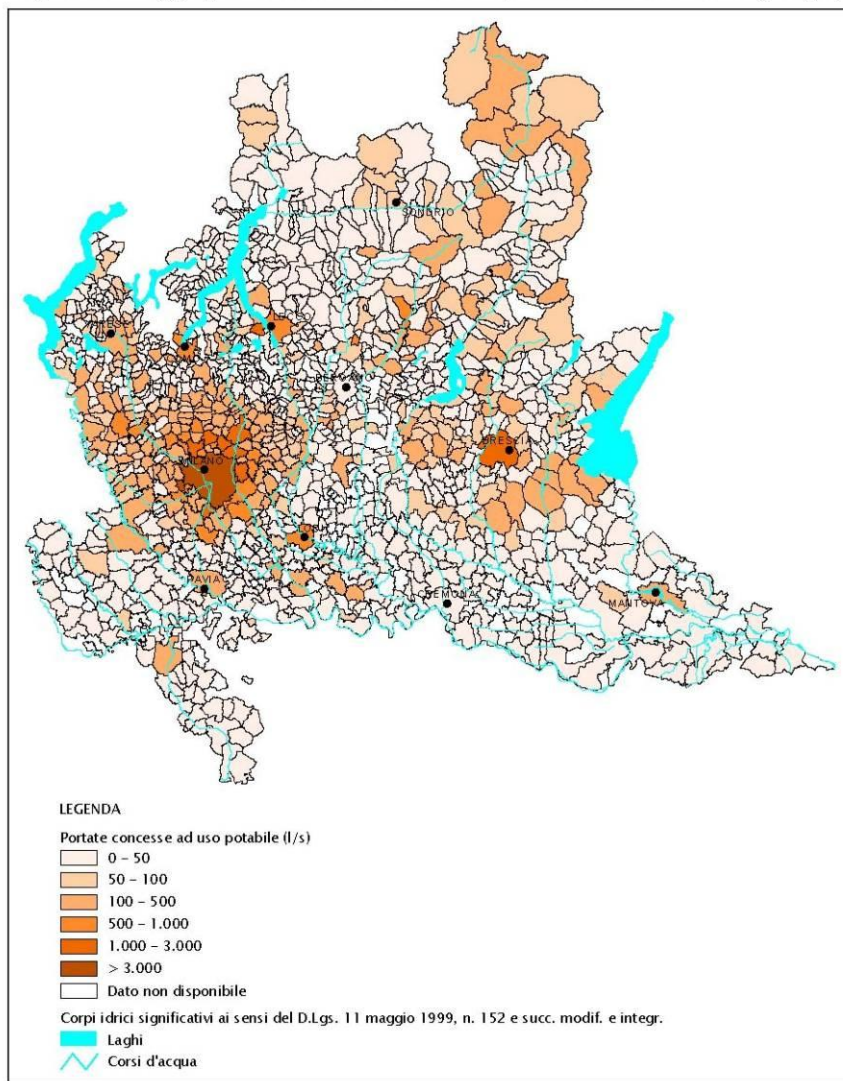 SONDRIO
VARESE
BERGAMO
BRESCIA
MILANO
PAVIA
CREMONA
MANTOVA
LEGENDA
Portate concesse ad uso potabile (l/s)
0 – 50
50 – 100
100 – 500
500 – 1.000
1.000 – 3.000
> 3.000
Dato non disponibile
Corpi idrici significativi ai sensi del D.Lgs. 11 maggio 1999, n. 152 e succ. modif. e integr.
Laghi
Corsi d'acqua